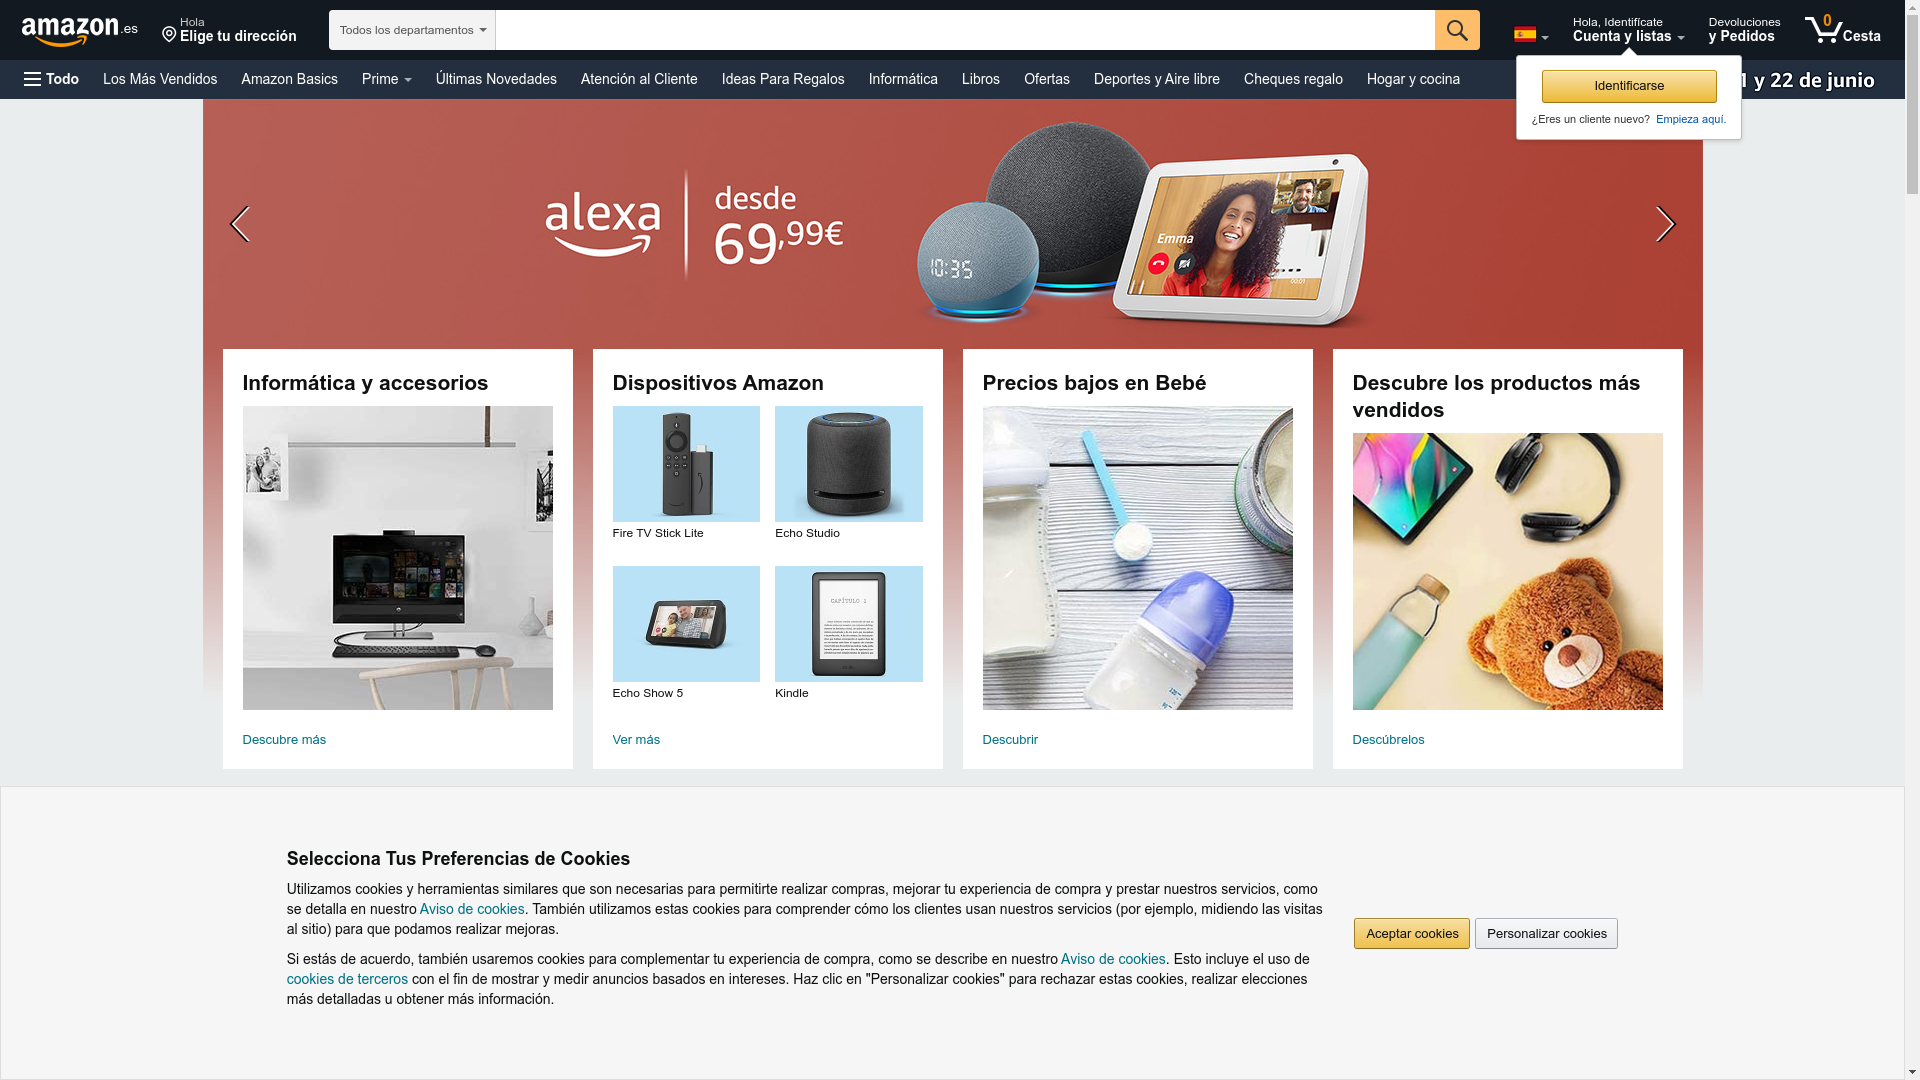 amazon.es
Hola
Elige tu dirección
Todos los departamentos
Hola, Identifícate
Cuenta y listas
Devoluciones
y Pedidos
0
Cesta
Todo
Los Más Vendidos
Amazon Basics
Prime
Últimas Novedades
Atención al Cliente
Ideas Para Regalos
Informática
Libros
Ofertas
Deportes y Aire libre
Cheques regalo
Hogar y cocina
1 y 22 de junio
Identificarse
¿Eres un cliente nuevo? Empieza aquí.
alexa
desde
69,99€
10:35
Emma
00:01
Informática y accesorios
Descubre más
Dispositivos Amazon
Fire TV Stick Lite
Echo Studio
CAPÍTULO 1
Echo Show 5
Kindle
Ver más
Precios bajos en Bebé
Descubrir
Descubre los productos más
vendidos
Descúbrelos
Selecciona Tus Preferencias de Cookies
Utilizamos cookies y herramientas similares que son necesarias para permitirte realizar compras, mejorar tu experiencia de compra y prestar nuestros servicios, como
se detalla en nuestro Aviso de cookies. También utilizamos estas cookies para comprender cómo los clientes usan nuestros servicios (por ejemplo, midiendo las visitas
al sitio) para que podamos realizar mejoras.
Si estás de acuerdo, también usaremos cookies para complementar tu experiencia de compra, como se describe en nuestro Aviso de cookies. Esto incluye el uso de
cookies de terceros con el fin de mostrar y medir anuncios basados en intereses. Haz clic en "Personalizar cookies" para rechazar estas cookies, realizar elecciones
más detalladas u obtener más información.
Aceptar cookies
Personalizar cookies